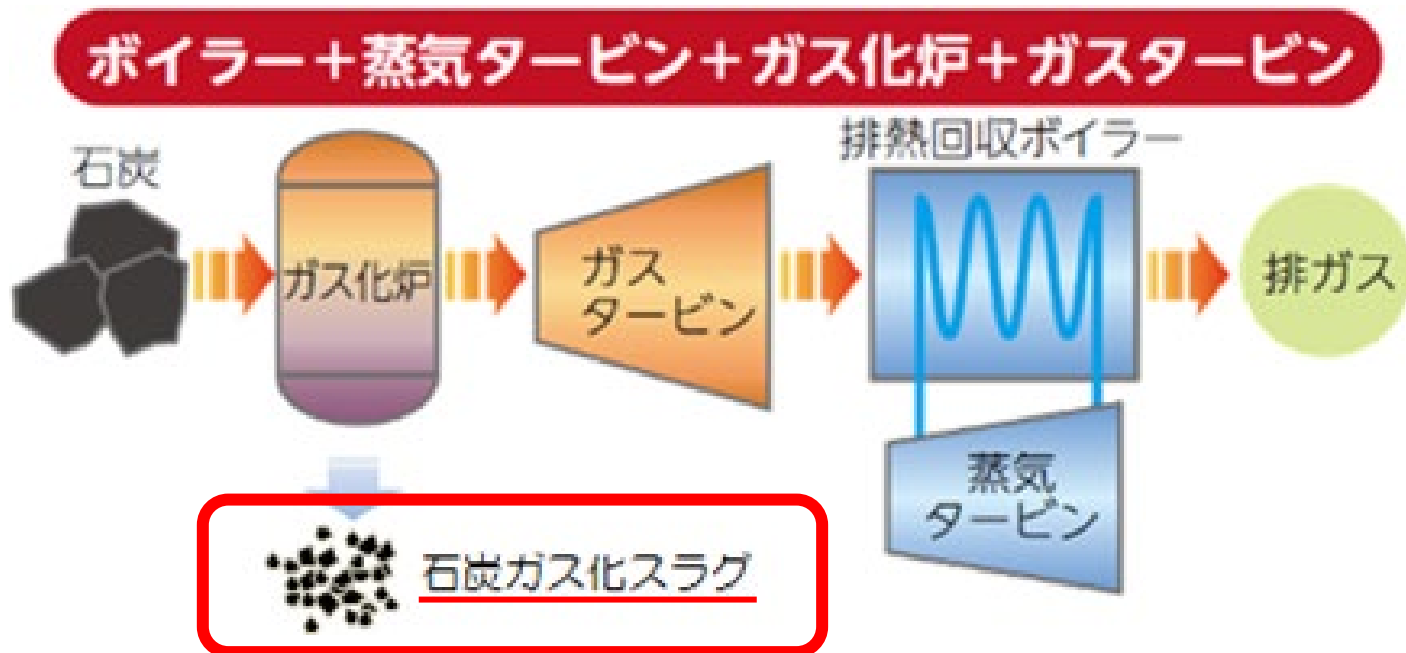 ボイラー＋蒸気タービン＋ガス化炉＋ガスタービン
石炭
ガス化炉
ガス
タービン
排熱回収ボイラー
蒸気
タービン
排ガス
石炭ガス化スラグ